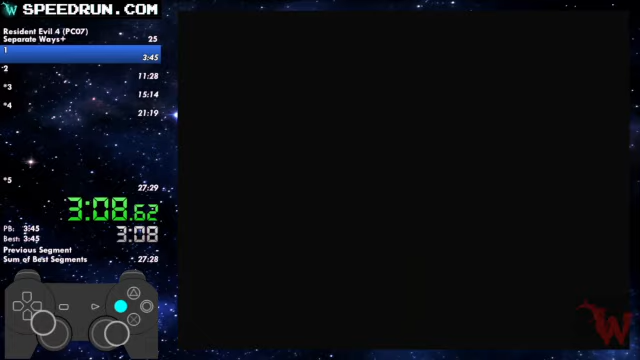 W SPEEDRUN.COM
Resident Evil 4 (PC07)
Separate Ways+ 25
1
3:45
2
11:28
*3
15:14
*4
21:19
*5
27:29
3:08.62
PB: 3:45
Best: 3:45
3:08
Previous Segment
Sum of Best Segments 27:28
W